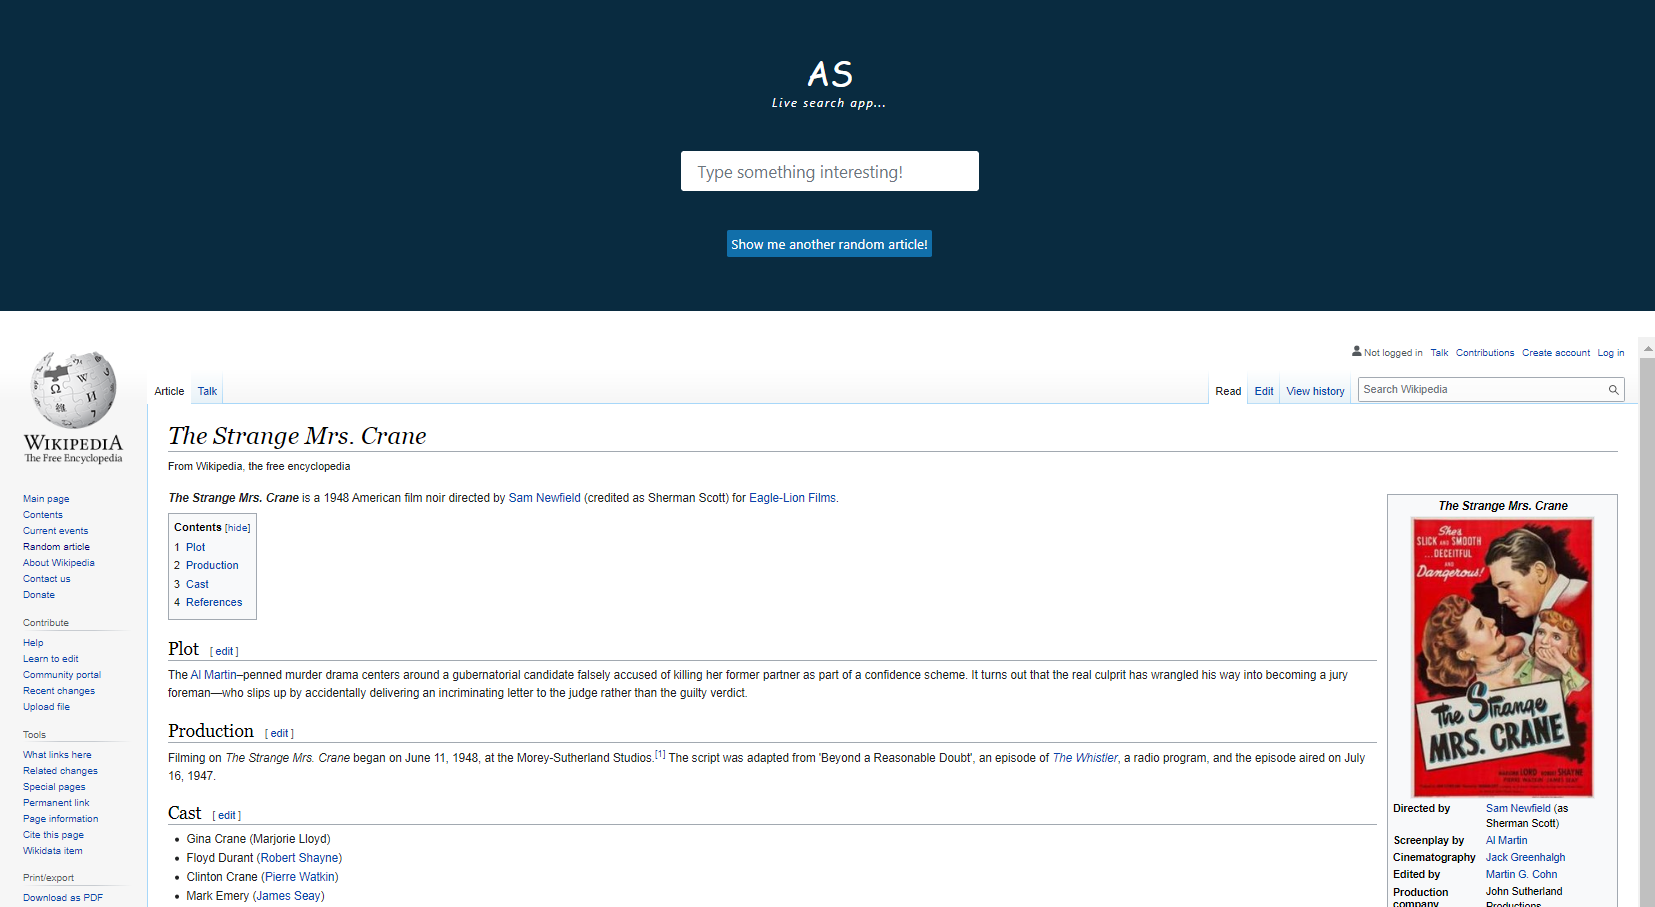 AS
Live search app...
Type something interesting!
Show me another random article!
Not logged in Talk Contributions Create account Log in
Article Talk
Read Edit View history Search Wikipedia
WIKIPEDIA
The Free Encyclopedia
Main page
Contents
Current events
Random article
About Wikipedia
Contact us
Donate
Contribute
Help
Learn to edit
Community portal
Recent changes
Upload file
Tools
What links here
Related changes
Special pages
Permanent link
Page information
Cite this page
Wikidata item
Print/export
Download as PDF
The Strange Mrs. Crane
From Wikipedia, the free encyclopedia
The Strange Mrs. Crane is a 1948 American film noir directed by Sam Newfield (credited as Sherman Scott) for Eagle-Lion Films.
Contents [hide]
1 Plot
2 Production
3 Cast
4 References
Plot [ edit ]
The Al Martin–penned murder drama centers around a gubernatorial candidate falsely accused of killing her former partner as part of a confidence scheme. It turns out that the real culprit has wrangled his way into becoming a jury
foreman—who slips up by accidentally delivering an incriminating letter to the judge rather than the guilty verdict.
Production [ edit ]
Filming on The Strange Mrs. Crane began on June 11, 1948, at the Morey-Sutherland Studios.[1] The script was adapted from 'Beyond a Reasonable Doubt', an episode of The Whistler, a radio program, and the episode aired on July
16, 1947.
Cast [ edit ]
• Gina Crane (Marjorie Lloyd)
• Floyd Durant (Robert Shayne)
• Clinton Crane (Pierre Watkin)
• Mark Emery (James Seay)
The Strange Mrs. Crane
She's
SLICK AND SMOOTH
...DECEITFUL
AND
Dangerous!
The Strange
MRS. CRANE
MARJORIE LORD ROBERT SHAYNE
PIERRE WATKIN JAMES SEAY
Directed by Sam Newfield (as
Sherman Scott)
Screenplay by Al Martin
Cinematography Jack Greenhalgh
Edited by Martin G. Cohn
Production John Sutherland
company Productions